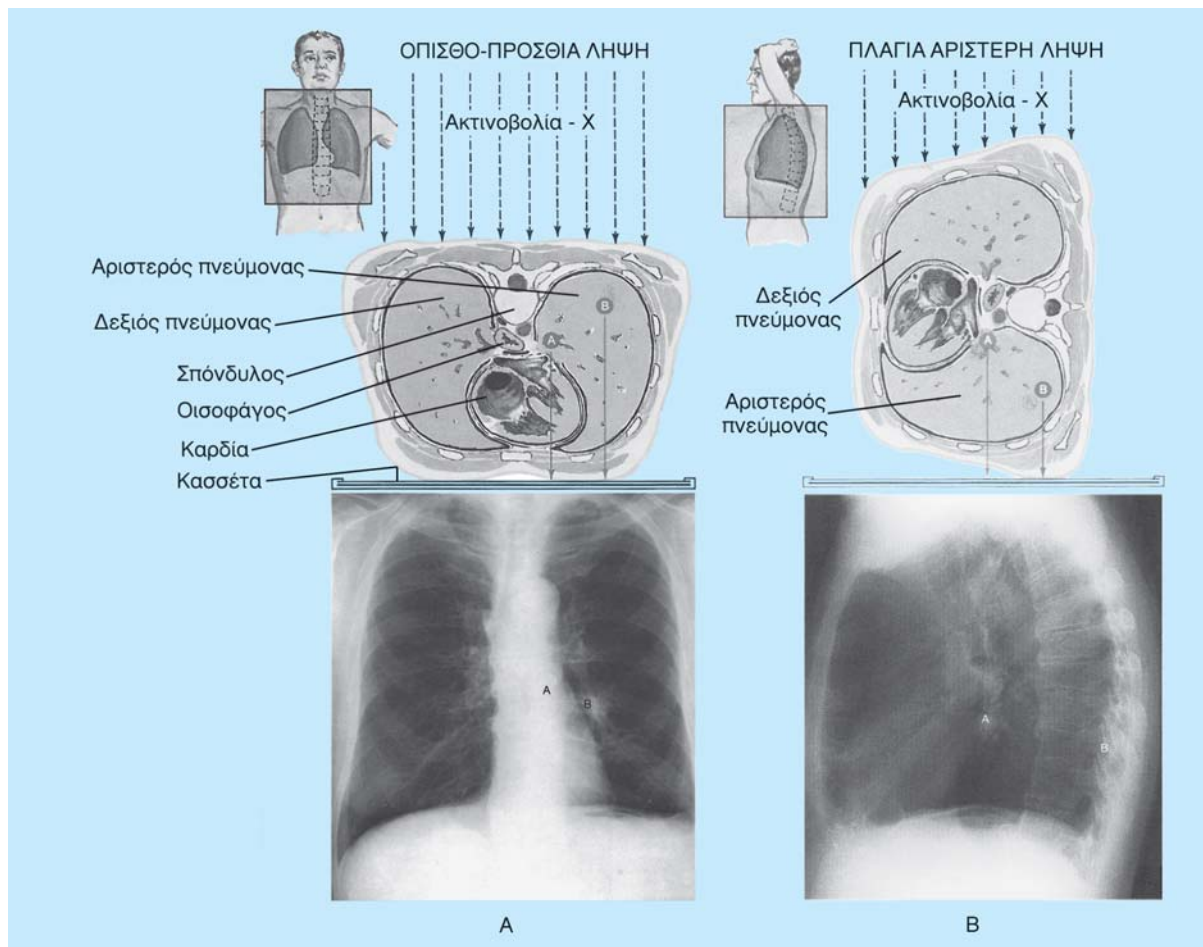 ΟΠΙΣΘΟ-ΠΡΟΣΘΙΑ ΛΗΨΗ
Ακτινοβολία - Χ
Αριστερός πνεύμονας
Δεξιός πνεύμονας
Σπόνδυλος
Οισοφάγος
Καρδία
Κασσέτα
B
A
A
B
A
ΠΛΑΓΙΑ ΑΡΙΣΤΕΡΗ ΛΗΨΗ
Ακτινοβολία - Χ
Δεξιός
πνεύμονας
Αριστερός
πνεύμονας
A
B
A
B
B